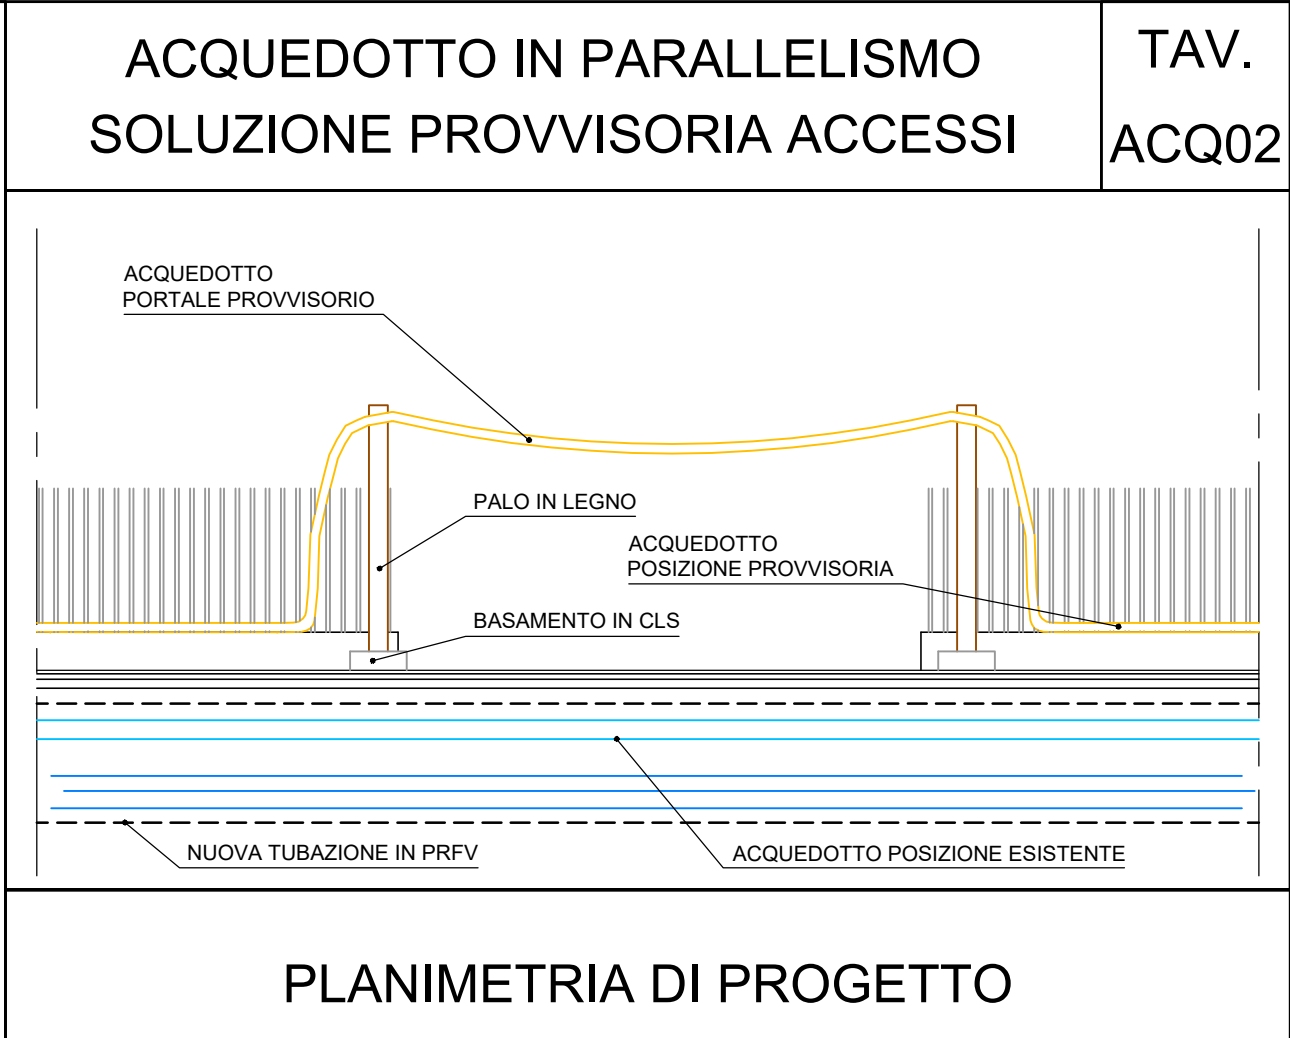 ACQUEDOTTO IN PARALLELISMO
SOLUZIONE PROVVISORIA ACCESSI
TAV.
ACQ02
ACQUEDOTTO
PORTALE PROVVISORIO
PALO IN LEGNO
ACQUEDOTTO
POSIZIONE PROVVISORIA
BASAMENTO IN CLS
NUOVA TUBAZIONE IN PRFV
ACQUEDOTTO POSIZIONE ESISTENTE
PLANIMETRIA DI PROGETTO